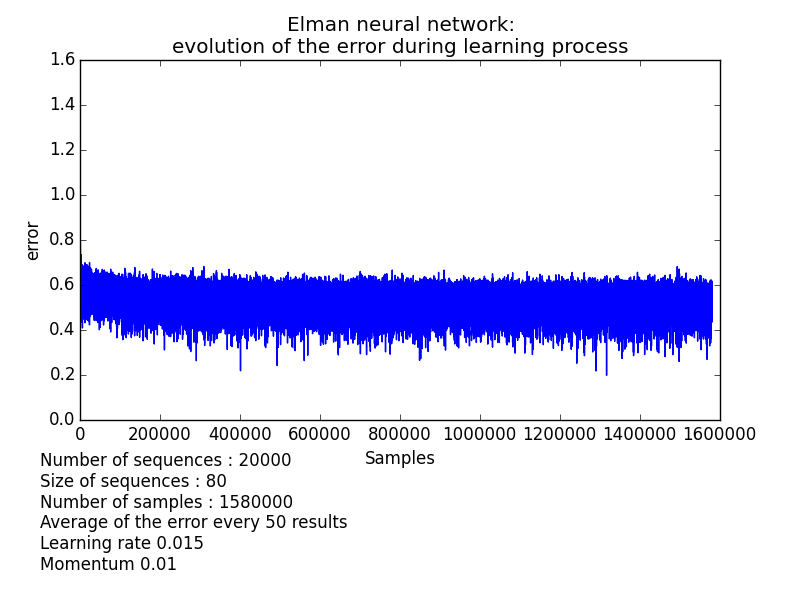 Elman neural network:
evolution of the error during learning process
1.6
1.4
1.2
1.0
0.8
0.6
0.4
0.2
0.0
error
0 200000 400000 600000 800000 1000000 1200000 1400000 1600000
Samples
Number of sequences : 20000
Size of sequences : 80
Number of samples : 1580000
Average of the error every 50 results
Learning rate 0.015
Momentum 0.01